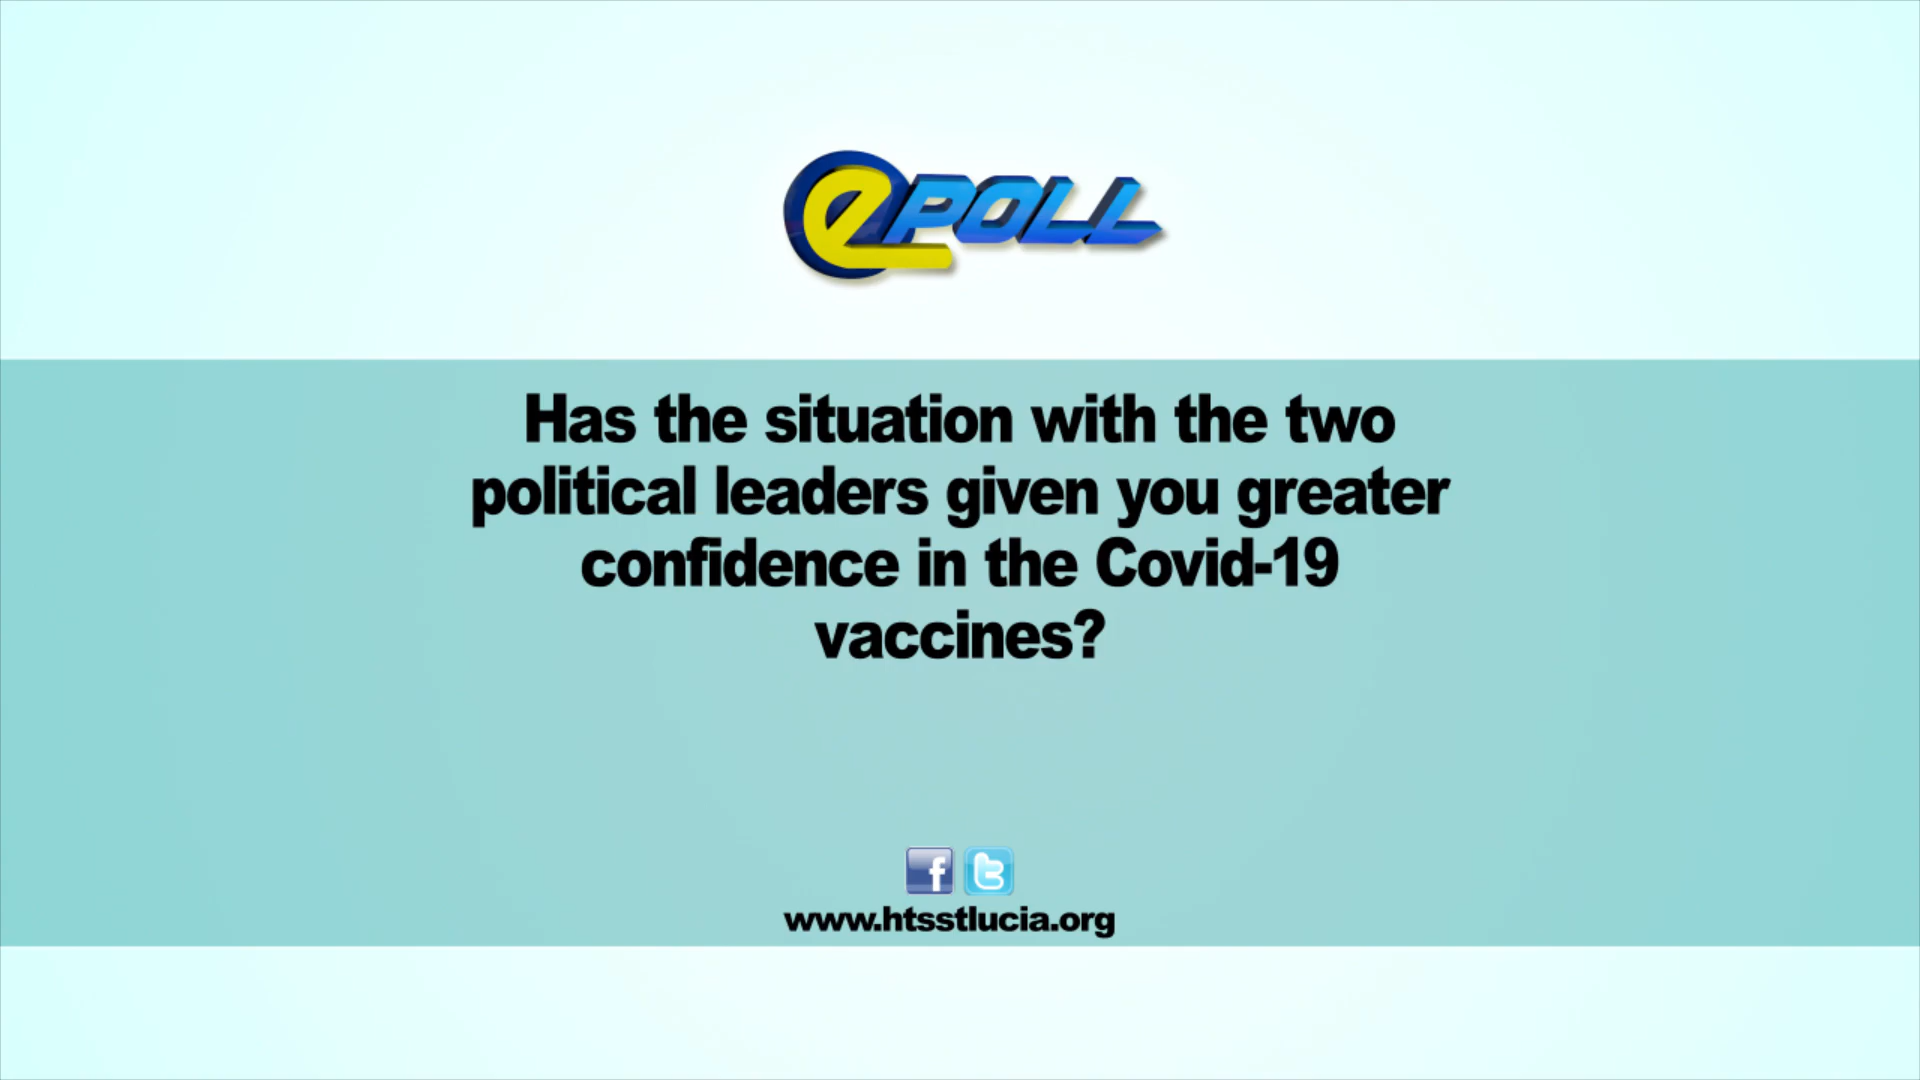 ePOLL
Has the situation with the two
political leaders given you greater
confidence in the Covid-19
vaccines?
f t
www.htsstlucia.org